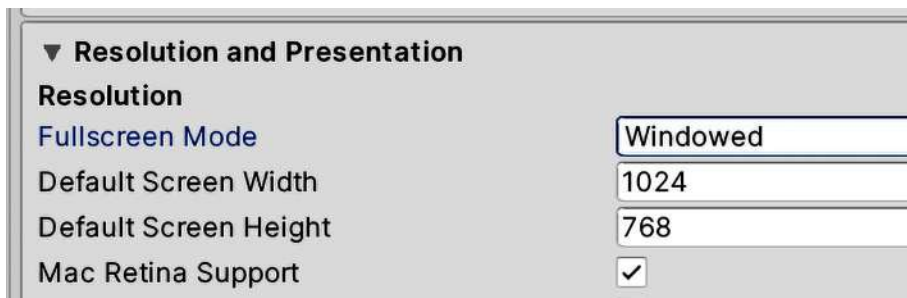 Resolution and Presentation
Resolution
Fullscreen Mode Windowed
Default Screen Width 1024
Default Screen Height 768
Mac Retina Support